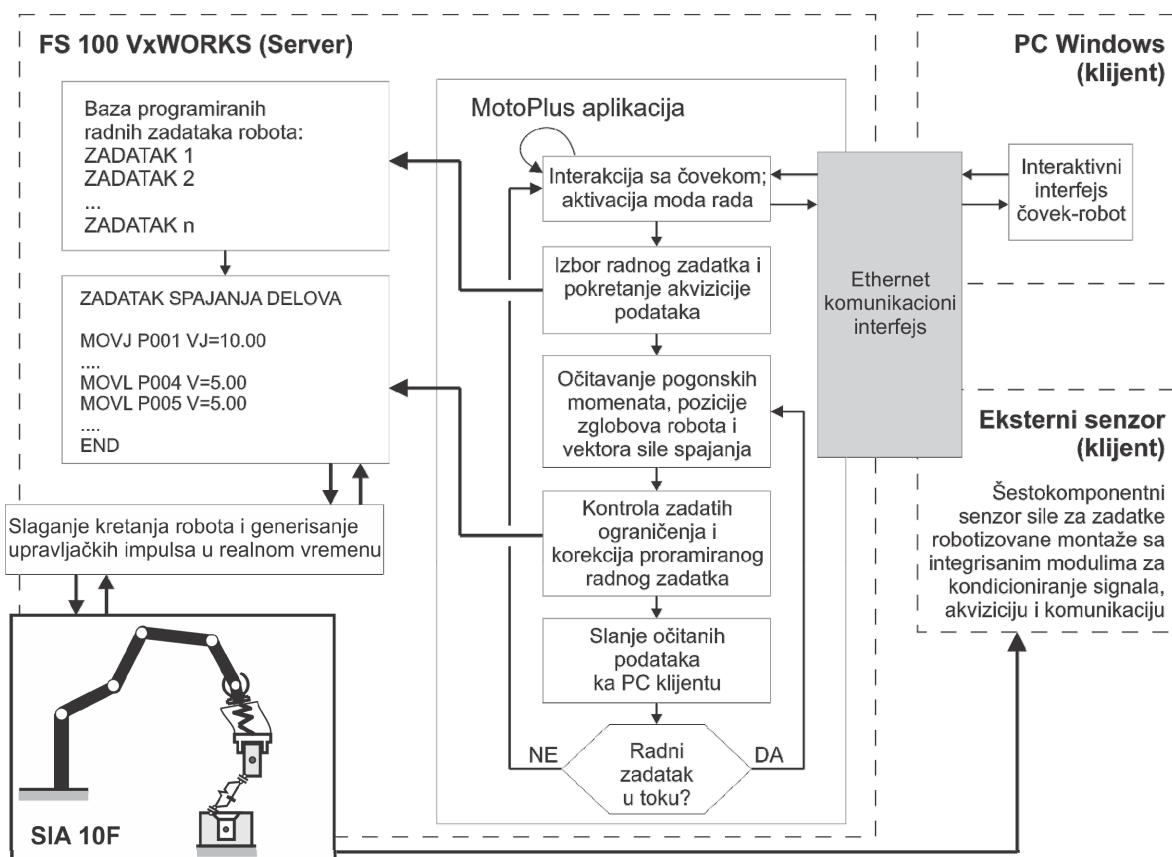 FS 100 VxWORKS (Server)
Baza programiranih
radnih zadataka robota:
ZADATAK 1
ZADATAK 2
...
ZADATAK n
ZADATAK SPAJANJA DELOVA
MOVJ P001 VJ=10.00
....
MOVL P004 V=5.00
MOVL P005 V=5.00
....
END
Slaganje kretanja robota i generisanje
upravljačkih impulsa u realnom vremenu
SIA 10F
MotoPlus aplikacija
Interakcija sa čovekom;
aktivacija moda rada
Izbor radnog zadatka i
pokretanje akvizicije
podataka
Očitavanje pogonskih
momenata, pozicije
zglobova robota i
vektora sile spajanja
Kontrola zadatih
ograničenja i
korekcija proramiranog
radnog zadatka
Slanje očitanih
podataka
ka PC klijentu
NE
Radni
zadatak
u toku?
DA
Ethernet
komunikacioni
interfejs
PC Windows
(klijent)
Interaktivni
interfejs
čovek-robot
Eksterni senzor
(klijent)
Šestokomponentni
senzor sile za zadatke
robotizovane montaže sa
integrisanim modulima za
kondicioniranje signala,
akviziciju i komunikaciju